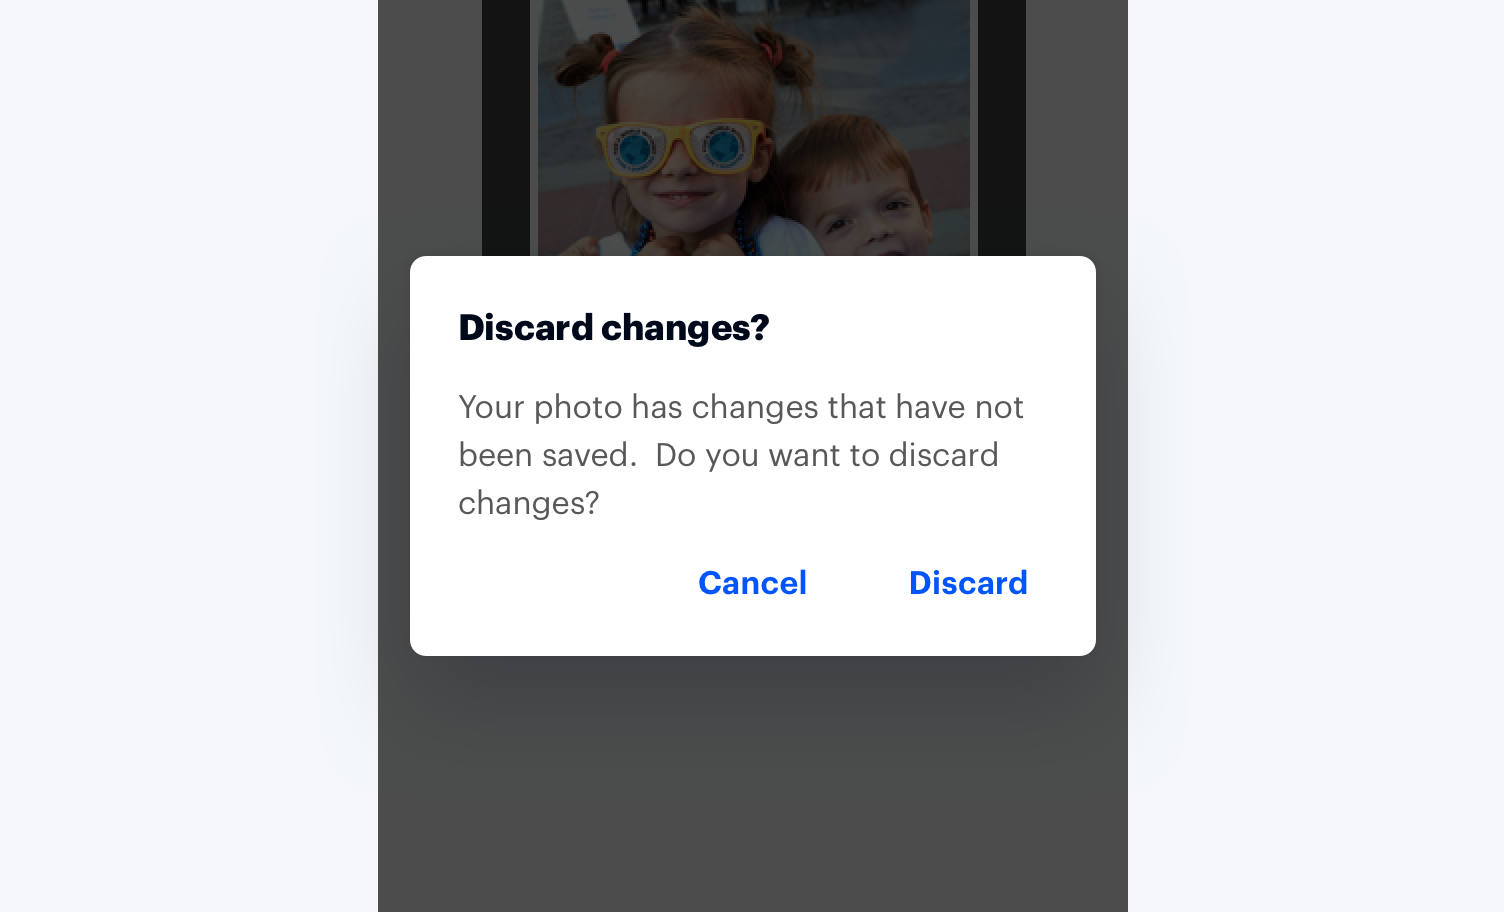 Discard changes?
Your photo has changes that have not
been saved.  Do you want to discard
changes?
Cancel Discard